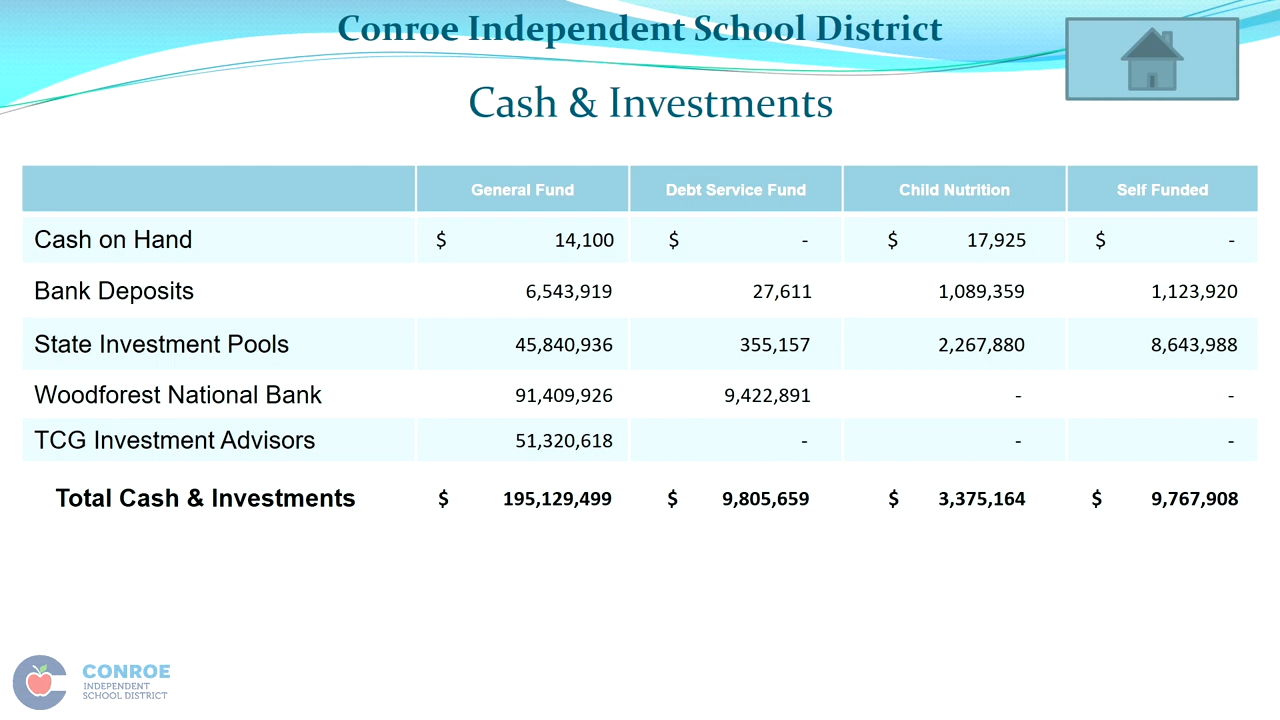 Conroe Independent School District
Cash & Investments
General Fund Debt Service Fund Child Nutrition Self Funded
Cash on Hand $ 14,100 $ - $ 17,925 $ -
Bank Deposits 6,543,919 27,611 1,089,359 1,123,920
State Investment Pools 45,840,936 355,157 2,267,880 8,643,988
Woodforest National Bank 91,409,926 9,422,891 - -
TCG Investment Advisors 51,320,618 - - -
Total Cash & Investments $ 195,129,499 $ 9,805,659 $ 3,375,164 $ 9,767,908
CONROE
INDEPENDENT
SCHOOL DISTRICT